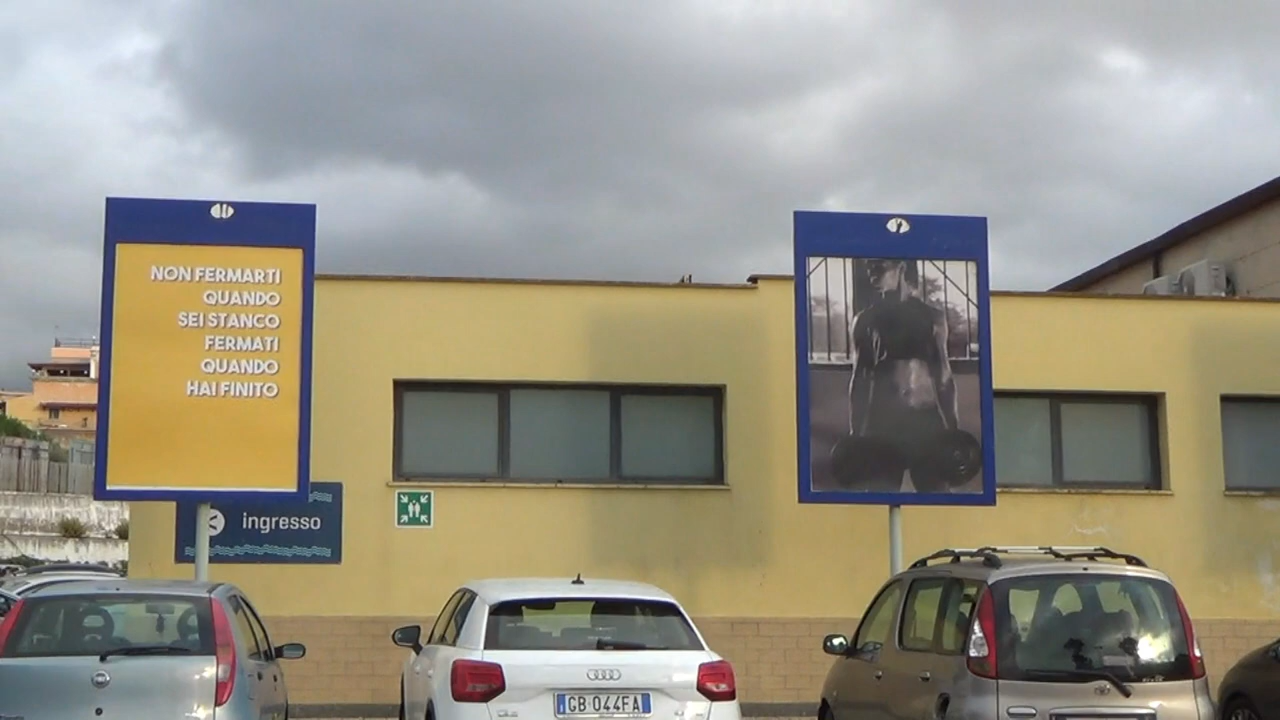 NON FERMARTI
QUANDO
SEI STANCO
FERMATI
QUANDO
HAI FINITO
ingresso
GB 044FA